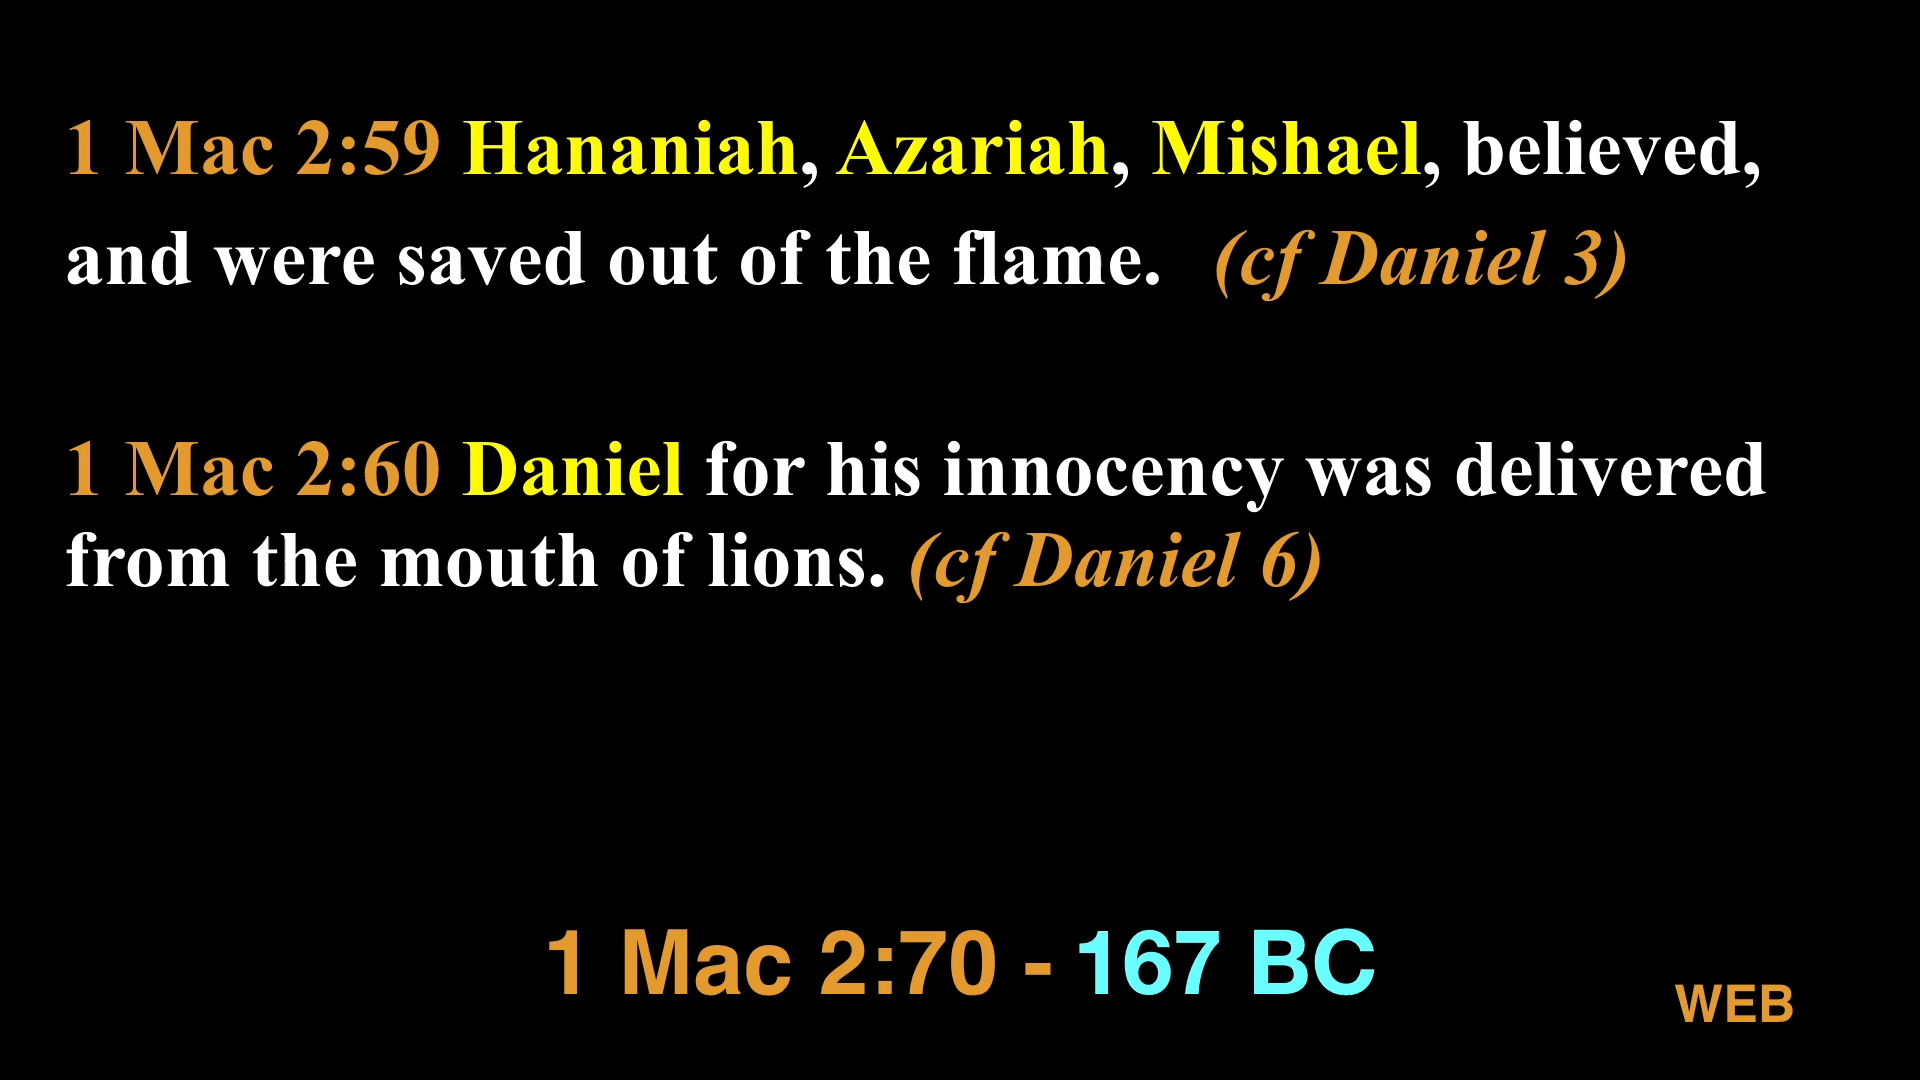 1 Mac 2:59 Hananiah, Azariah, Mishael, believed,
and were saved out of the flame. (cf Daniel 3)
1 Mac 2:60 Daniel for his innocency was delivered
from the mouth of lions. (cf Daniel 6)
1 Mac 2:70 - 167 BC
WEB